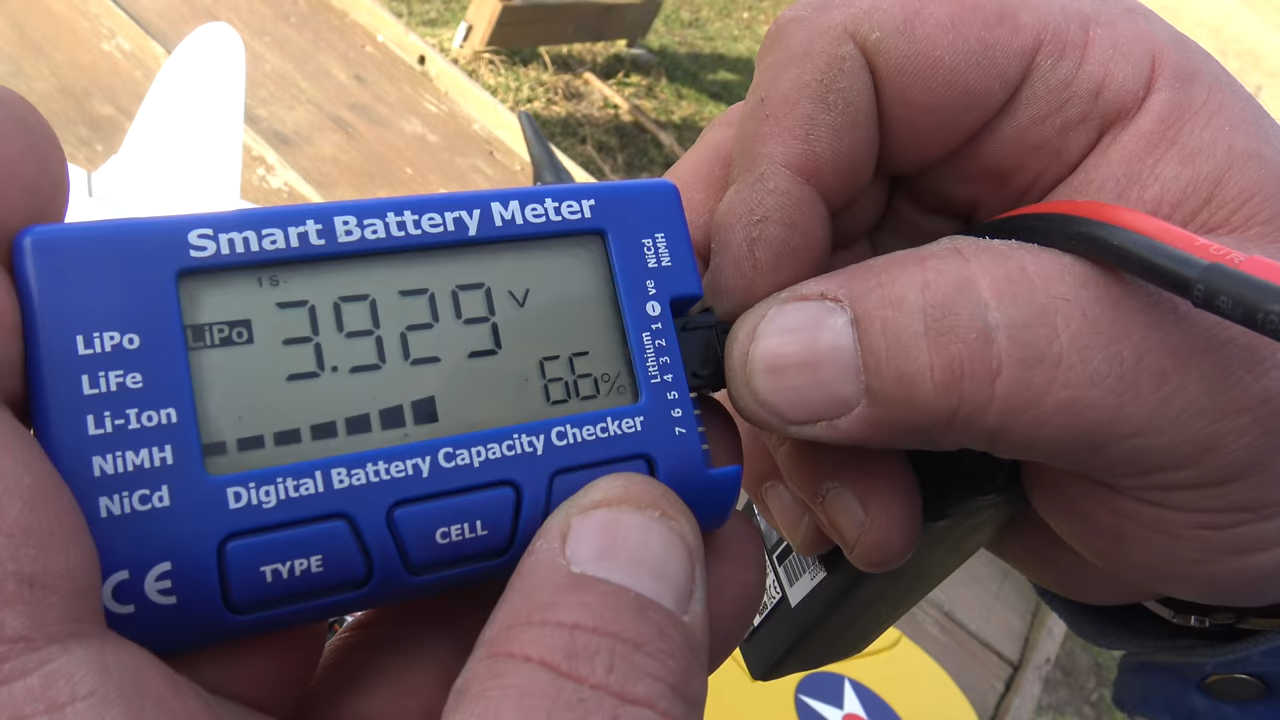 Smart Battery Meter
1S.
LiPo 3.929 V
66%
LiPo
LiFe
Li-Ion
NiMH
NiCd
NiCd
NiMH
Lithium
7 6 5 4 3 2 1 ⊖ ve
Digital Battery Capacity Checker
TYPE
CELL
CE